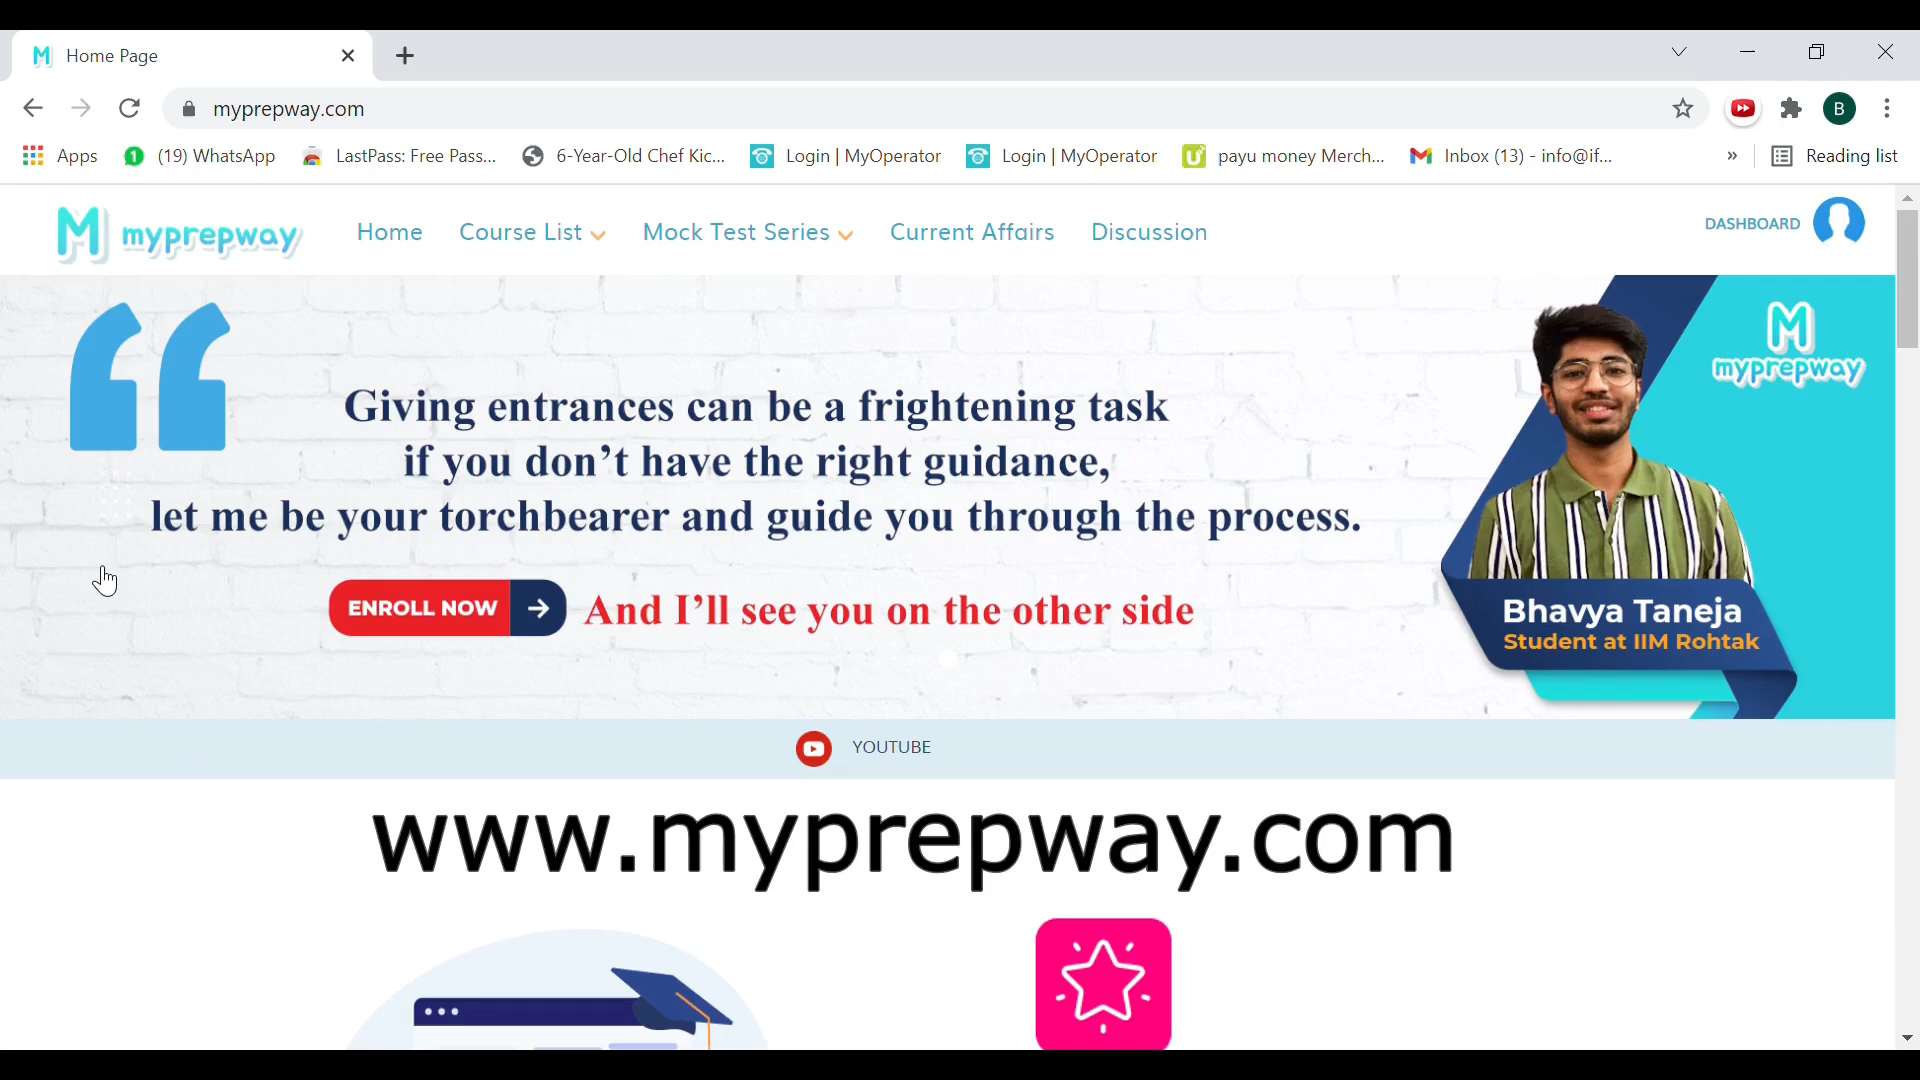 Home Page
myprepway.com
B
Apps
(19) WhatsApp
LastPass: Free Pass...
6-Year-Old Chef Kic...
Login | MyOperator
Login | MyOperator
payu money Merch...
Inbox (13) - info@if...
»
Reading list
M myprepway
Home
Course List
Mock Test Series
Current Affairs
Discussion
DASHBOARD
M
myprepway
Giving entrances can be a frightening task
if you don’t have the right guidance,
let me be your torchbearer and guide you through the process.
ENROLL NOW
And I’ll see you on the other side
Bhavya Taneja
Student at IIM Rohtak
YOUTUBE
www.myprepway.com